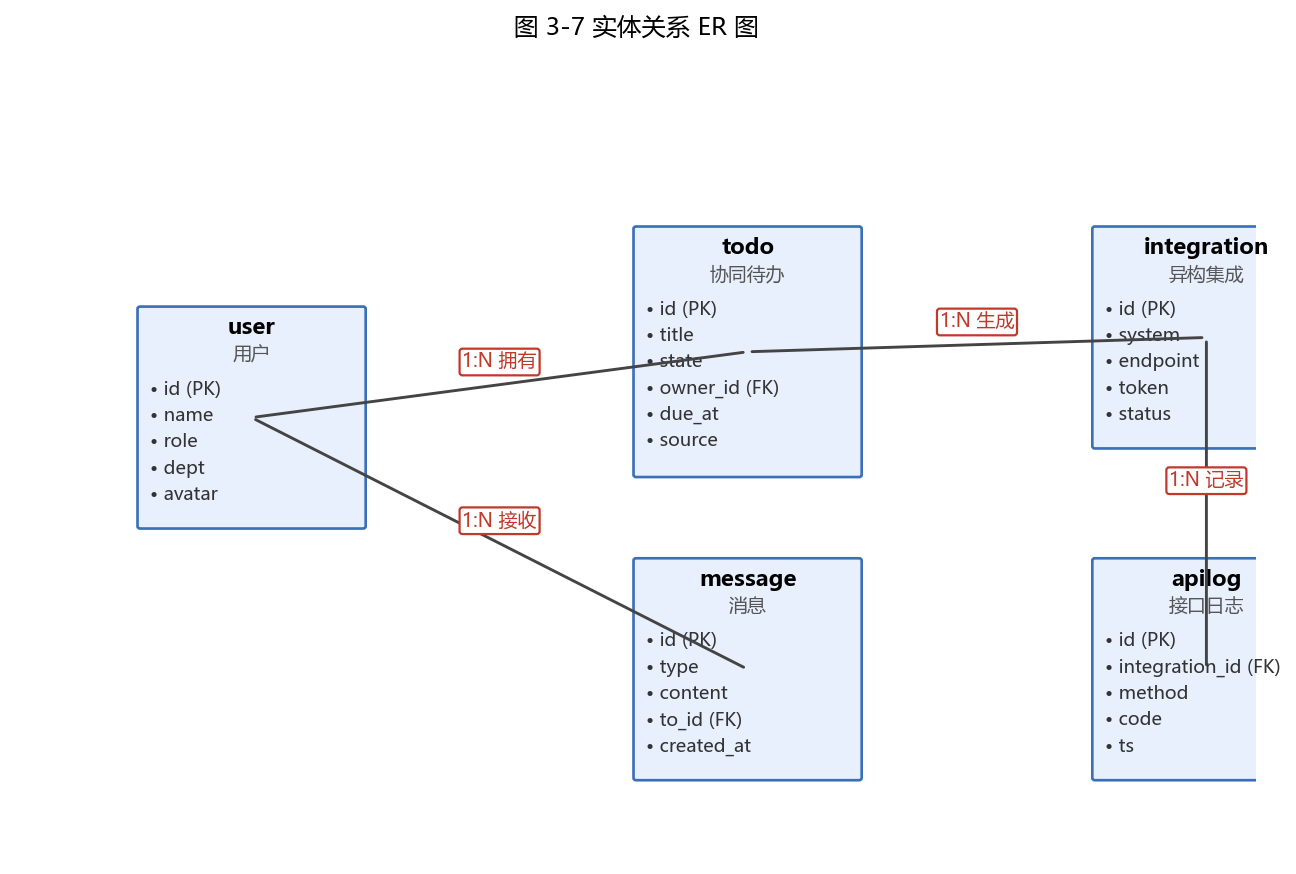 图 3-7 实体关系 ER 图
user
用户
• id (PK)
• name
• role
• dept
• avatar
1:N 拥有
1:N 接收
todo
协同待办
• id (PK)
• title
• state
• owner_id (FK)
• due_at
• source
message
消息
• id (PK)
• type
• content
• to_id (FK)
• created_at
1:N 生成
integration
异构集成
• id (PK)
• system
• endpoint
• token
• status
1:N 记录
apilog
接口日志
• id (PK)
• integration_id (FK)
• method
• code
• ts